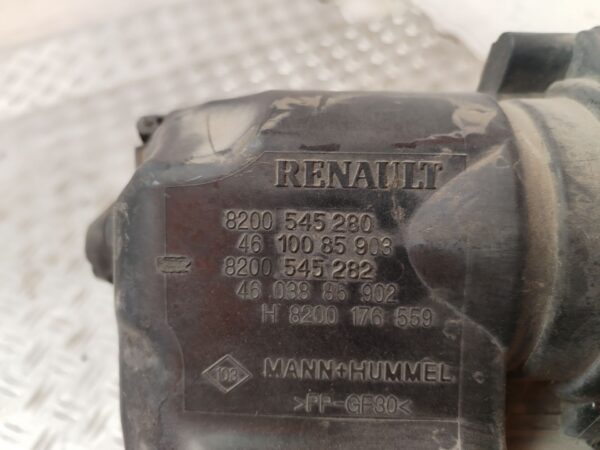 RENAULT
8200 545 280
46 100 85 903
8200 545 282
46 038 86 902
H 8200 176 559
103 MANN+HUMMEL
>PP-GF30<